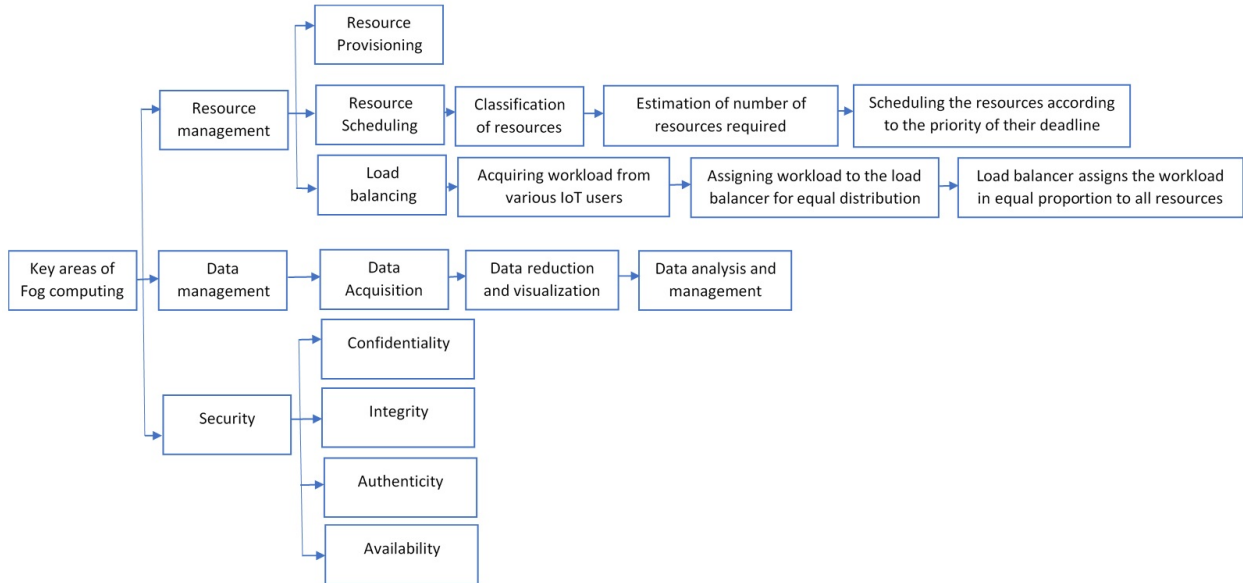 Resource
Provisioning
Resource
management
Resource
Scheduling
Classification
of resources
Estimation of number of
resources required
Scheduling the resources according
to the priority of their deadline
Load
balancing
Acquiring workload from
various IoT users
Assigning workload to the load
balancer for equal distribution
Load balancer assigns the workload
in equal proportion to all resources
Key areas of
Fog computing
Data
management
Data
Acquisition
Data reduction
and visualization
Data analysis and
management
Confidentiality
Security
Integrity
Authenticity
Availability